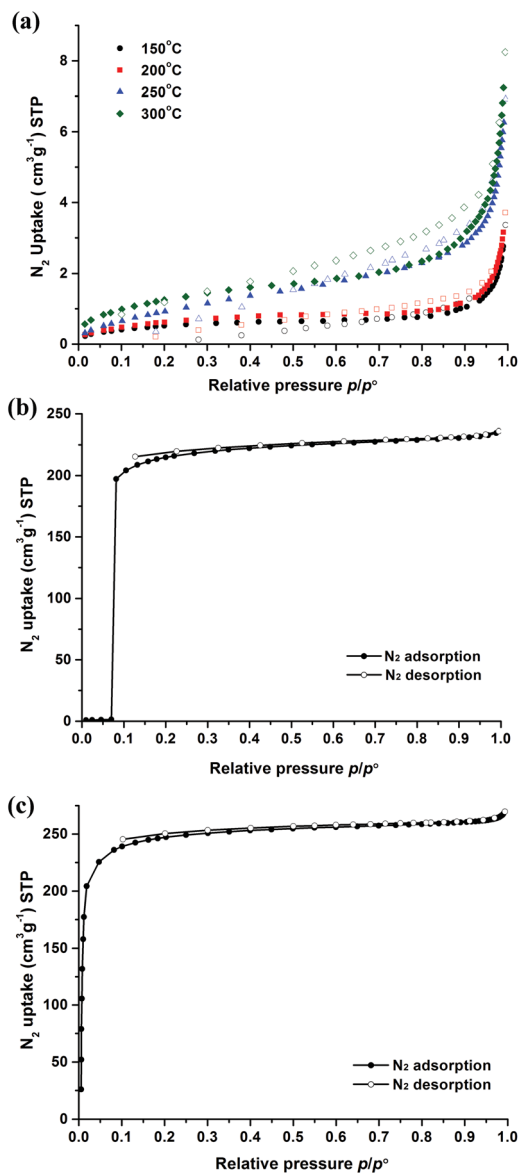 (a)
150°C
200°C
250°C
300°C
N₂ Uptake ( cm³g⁻¹) STP
8
6
4
2
0
0.0 0.1 0.2 0.3 0.4 0.5 0.6 0.7 0.8 0.9 1.0
Relative pressure p/p°
(b)
N₂ uptake (cm³g⁻¹) STP
250
225
150
75
0
N₂ adsorption
N₂ desorption
0.0 0.1 0.2 0.3 0.4 0.5 0.6 0.7 0.8 0.9 1.0
Relative pressure p/p°
(c)
N₂ uptake (cm³g⁻¹) STP
250
200
150
100
50
0
N₂ adsorption
N₂ desorption
0.0 0.1 0.2 0.3 0.4 0.5 0.6 0.7 0.8 0.9 1.0
Relative pressure p/p°